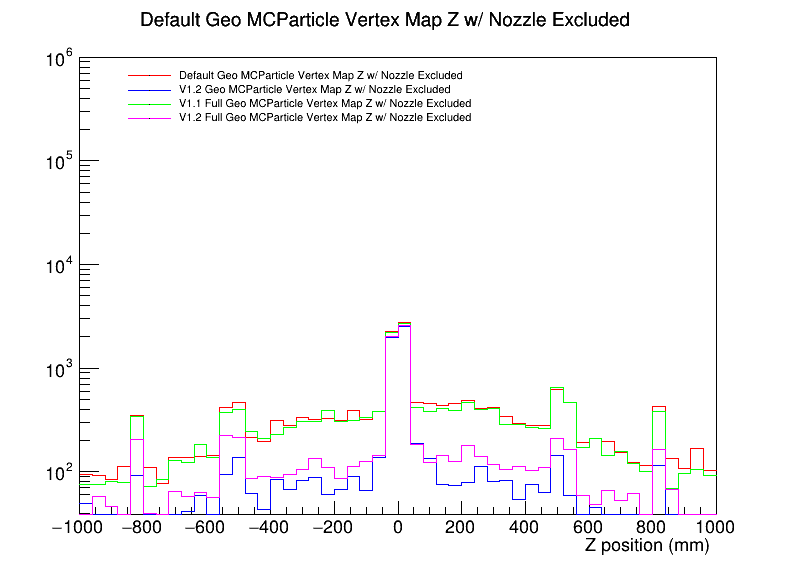 Default Geo MCParticle Vertex Map Z w/ Nozzle Excluded
10^6
Default Geo MCParticle Vertex Map Z w/ Nozzle Excluded
V1.2 Geo MCParticle Vertex Map Z w/ Nozzle Excluded
V1.1 Full Geo MCParticle Vertex Map Z w/ Nozzle Excluded
V1.2 Full Geo MCParticle Vertex Map Z w/ Nozzle Excluded
10^5
10^4
10^3
10^2
−1000 −800 −600 −400 −200 0 200 400 600 800 1000
Z position (mm)